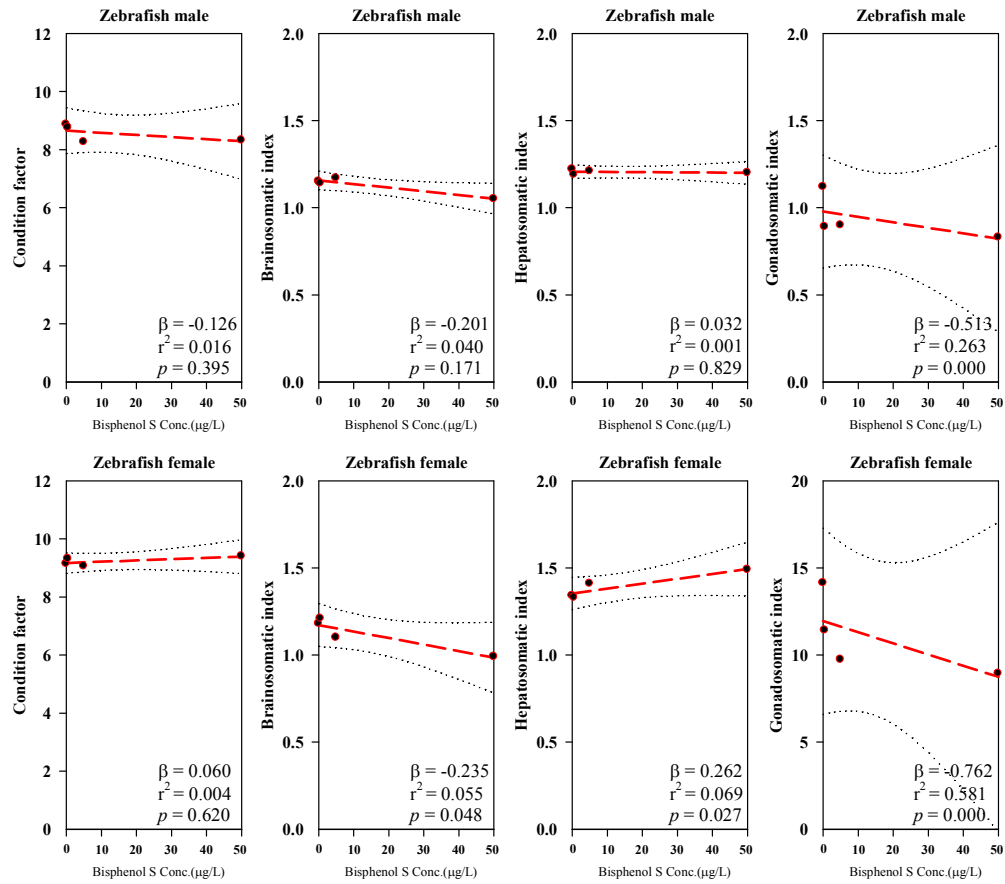 Zebrafish male
Condition factor
12
10
8
6
4
2
0
β = -0.126
r² = 0.016
p = 0.395
0 10 20 30 40 50
Bisphenol S Conc.(μg/L)
Zebrafish male
Brainosomatic index
2.0
1.5
1.0
0.5
0.0
β = -0.201
r² = 0.040
p = 0.171
0 10 20 30 40 50
Bisphenol S Conc.(μg/L)
Zebrafish male
Hepatosomatic index
2.0
1.5
1.0
0.5
0.0
β = 0.032
r² = 0.001
p = 0.829
0 10 20 30 40 50
Bisphenol S Conc.(μg/L)
Zebrafish male
Gonadosomatic index
2.0
1.5
1.0
0.5
0.0
β = -0.513
r² = 0.263
p = 0.000
0 10 20 30 40 50
Bisphenol S Conc.(μg/L)
Zebrafish female
Condition factor
12
10
8
6
4
2
0
β = 0.060
r² = 0.004
p = 0.620
0 10 20 30 40 50
Bisphenol S Conc.(μg/L)
Zebrafish female
Brainosomatic index
2.0
1.5
1.0
0.5
0.0
β = -0.235
r² = 0.055
p = 0.048
0 10 20 30 40 50
Bisphenol S Conc.(μg/L)
Zebrafish female
Hepatosomatic index
2.0
1.5
1.0
0.5
0.0
β = 0.262
r² = 0.069
p = 0.027
0 10 20 30 40 50
Bisphenol S Conc.(μg/L)
Zebrafish female
Gonadosomatic index
20
15
10
5
0
β = -0.762
r² = 0.581
p = 0.000
0 10 20 30 40 50
Bisphenol S Conc.(μg/L)